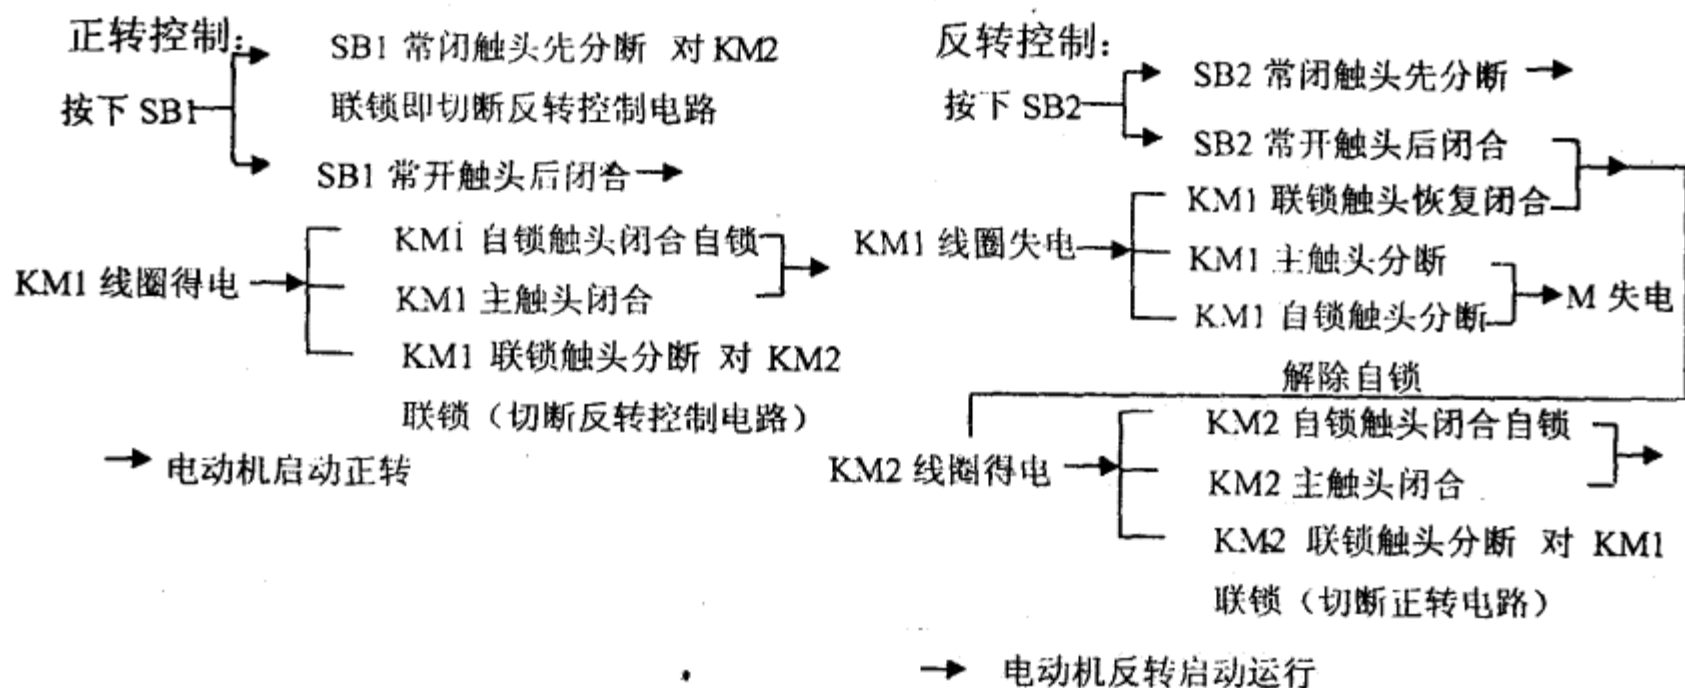 正转控制：
SB1 常闭触头先分断 对 KM2
按下 SB1
联锁即切断反转控制电路
SB1 常开触头后闭合
KM1 自锁触头闭合自锁
KM1 线圈得电
KM1 主触头闭合
KM1 联锁触头分断 对 KM2
联锁（切断反转控制电路）
电动机启动正转
反转控制：
SB2 常闭触头先分断
按下 SB2
SB2 常开触头后闭合
KM1 联锁触头恢复闭合
KM1 线圈失电
KM1 主触头分断
M 失电
KM1 自锁触头分断
解除自锁
KM2 自锁触头闭合自锁
KM2 线圈得电
KM2 主触头闭合
KM2 联锁触头分断 对 KM1
联锁（切断正转电路）
电动机反转启动运行